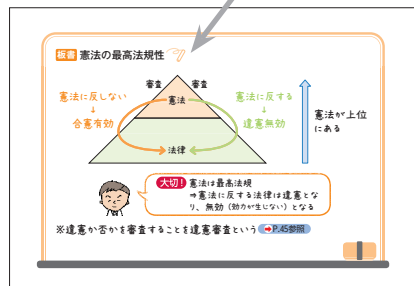 板書 憲法の最高法規性
審査 審査
憲法に反しない
↓
合憲有効
憲法
憲法に反する
↓
違憲無効
憲法が上位
にある
法律
大切! 憲法は最高法規
⇒憲法に反する法律は違憲とな
り、無効(効力が生じない)となる
※違憲か否かを審査することを違憲審査という ➡P.45参照